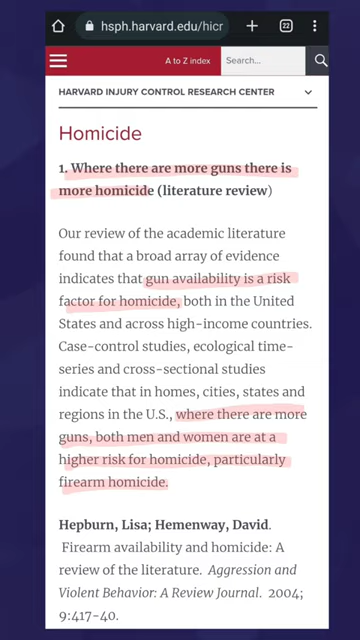 hsph.harvard.edu/hicr
22
A to Z index
Search...
HARVARD INJURY CONTROL RESEARCH CENTER
Homicide
1. Where there are more guns there is
more homicide (literature review)
Our review of the academic literature
found that a broad array of evidence
indicates that gun availability is a risk
factor for homicide, both in the United
States and across high-income countries.
Case-control studies, ecological time-
series and cross-sectional studies
indicate that in homes, cities, states and
regions in the U.S., where there are more
guns, both men and women are at a
higher risk for homicide, particularly
firearm homicide.
Hepburn, Lisa; Hemenway, David.
Firearm availability and homicide: A
review of the literature. Aggression and
Violent Behavior: A Review Journal. 2004;
9:417-40.